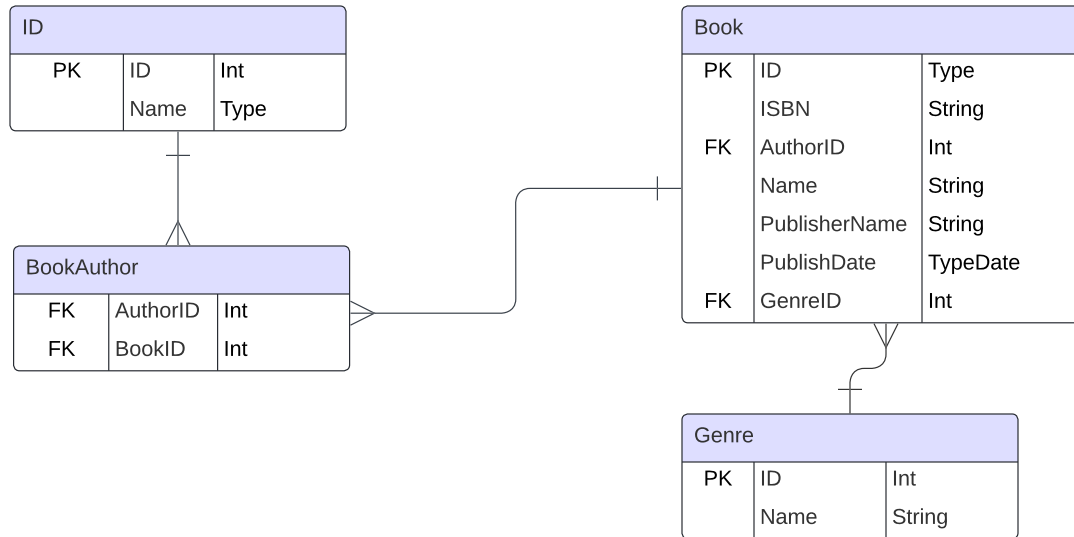 ID
PK ID Int
Name Type
BookAuthor
FK AuthorID Int
FK BookID Int
Book
PK ID Type
ISBN String
FK AuthorID Int
Name String
PublisherName String
PublishDate TypeDate
FK GenreID Int
Genre
PK ID Int
Name String